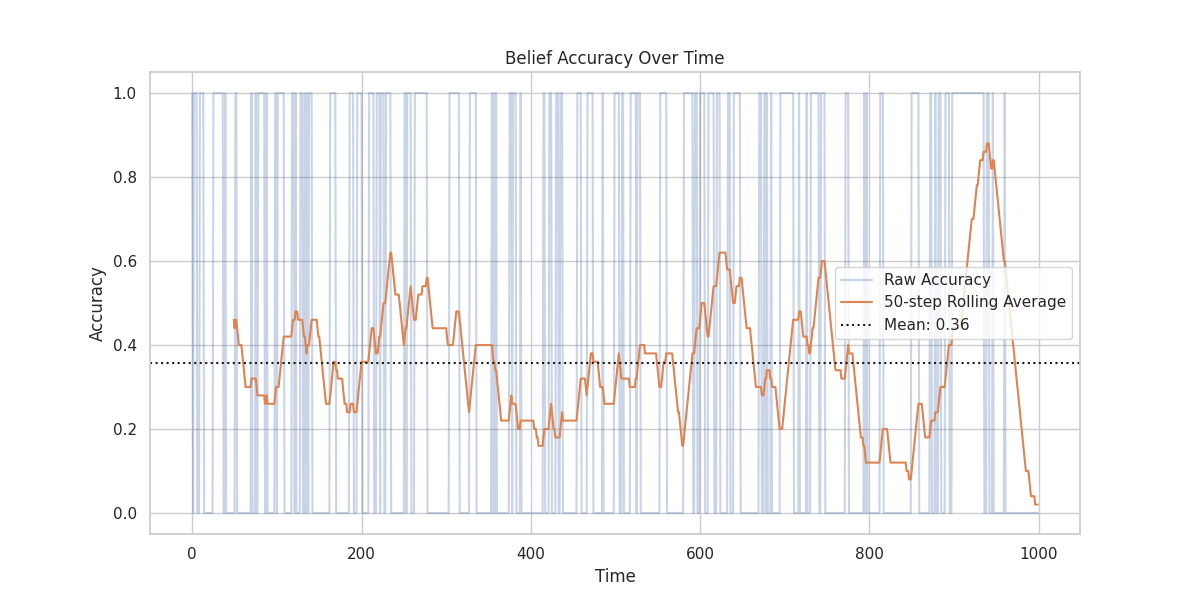 Belief Accuracy Over Time
1.0
0.8
0.6
0.4
0.2
0.0
Accuracy
Raw Accuracy
50-step Rolling Average
Mean: 0.36
0
200
400
600
800
1000
Time